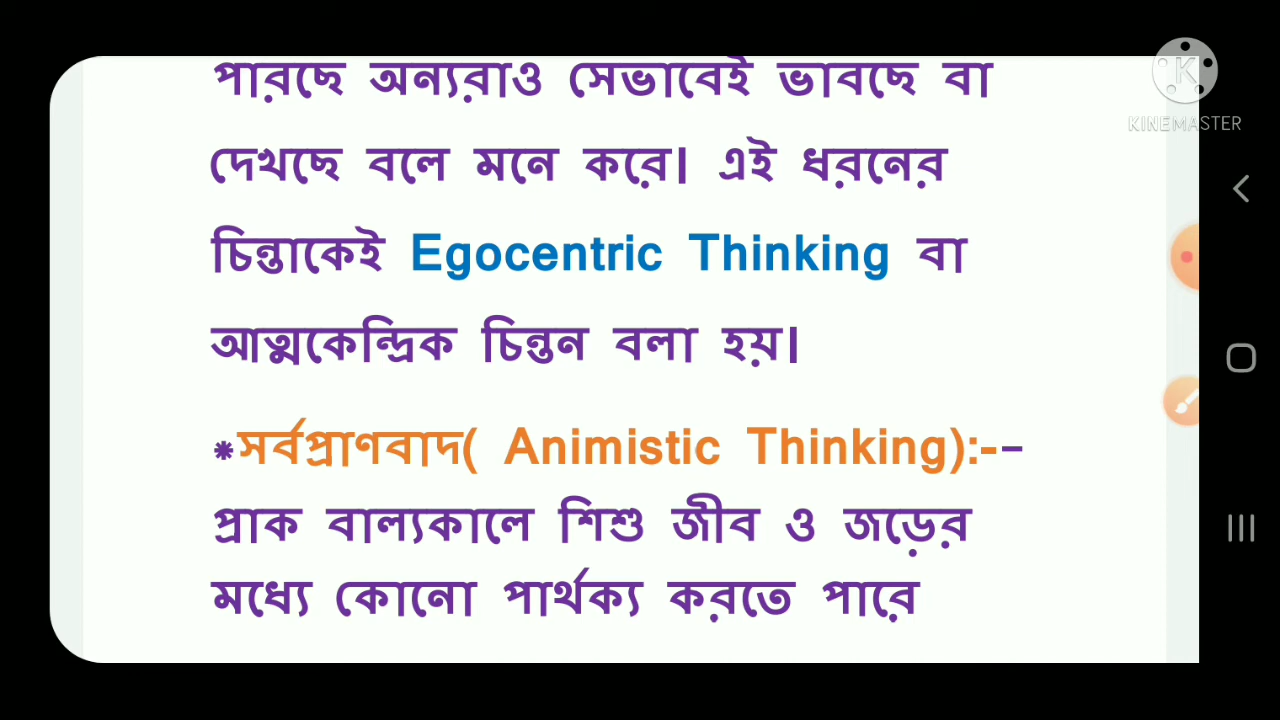 পারছে অন্যরাও সেভাবেই ভাবছে বা
দেখছে বলে মনে করে। এই ধরনের
চিন্তাকেই Egocentric Thinking বা
আত্মকেন্দ্রিক চিন্তন বলা হয়।
*সর্বপ্রাণবাদ( Animistic Thinking):-–
প্রাক বাল্যকালে শিশু জীব ও জড়ের
মধ্যে কোনো পার্থক্য করতে পারে
K
KINEMASTER